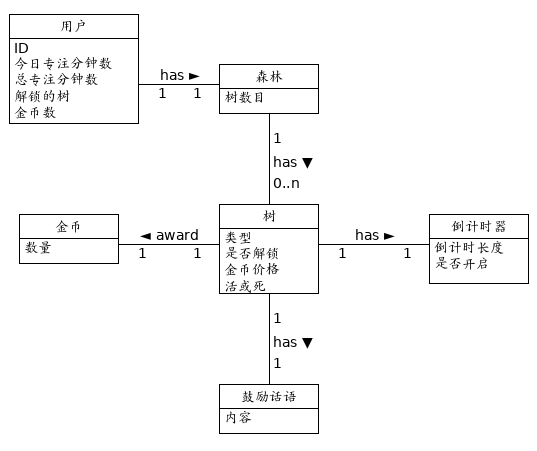 用户
ID
今日专注分钟数
总专注分钟数
解锁的树
金币数
has ►
1 1
森林
树数目
1
has ▼
0..n
金币
数量
◄ award
1 1
树
类型
是否解锁
金币价格
活或死
has ►
1 1
倒计时器
倒计时长度
是否开启
1
has ▼
1
鼓励话语
内容